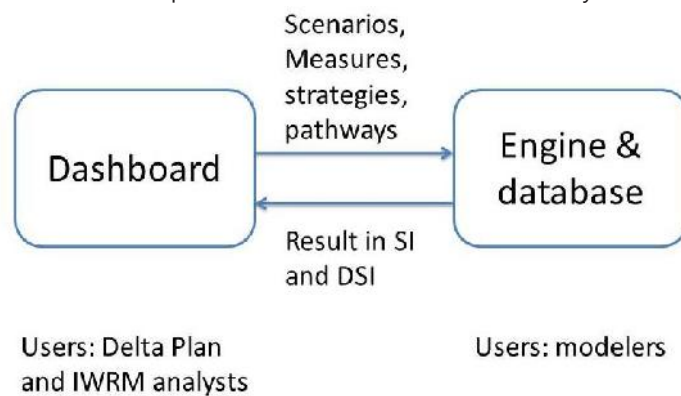 Scenarios,
Measures,
strategies,
pathways
Dashboard
Engine &
database
Result in SI
and DSI
Users: Delta Plan
and IWRM analysts
Users: modelers